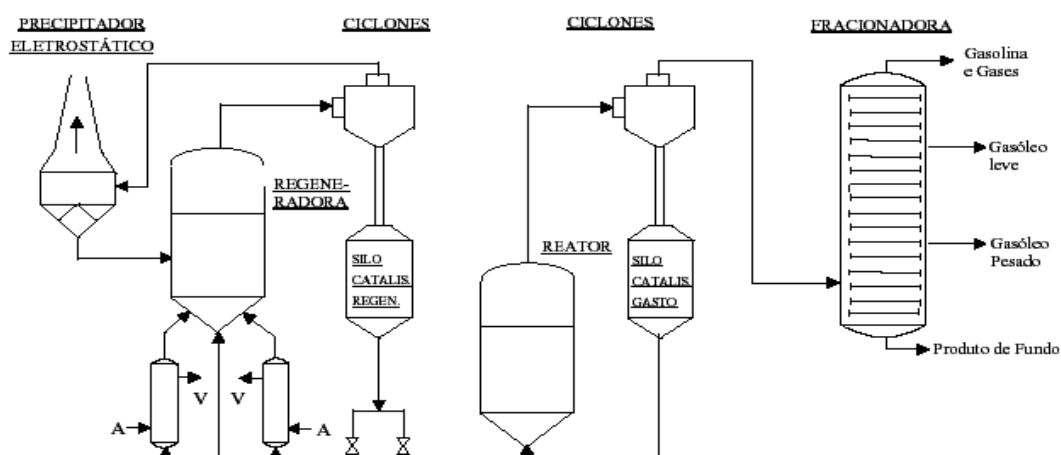 PRECIPITADOR
ELETROSTÁTICO
CICLONES
CICLONES
FRACIONADORA
Gasolina
e Gases
Gasóleo
leve
REGENE-
RADORA
REATOR
Gasóleo
Pesado
SILO
CATALIS.
REGEN.
SILO
CATALIS.
GASTO
Produto de Fundo
V
V
A
A